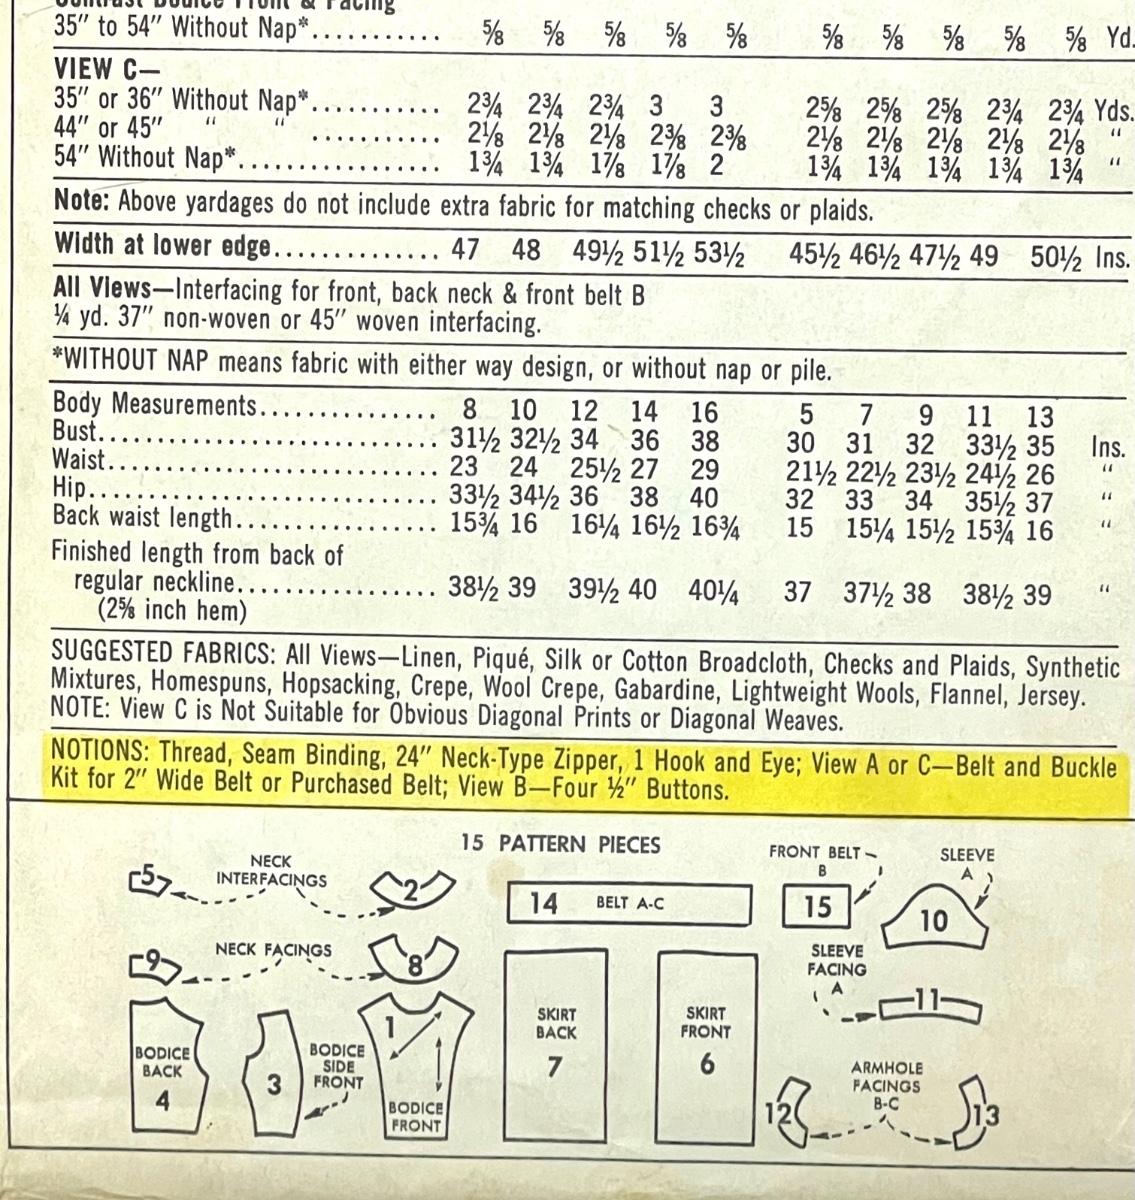 Contrast Bodice Front & Facing
35" to 54" Without Nap*........... ⅝ ⅝ ⅝ ⅝ ⅝ ⅝ ⅝ ⅝ ⅝ ⅝ Yd.
VIEW C—
35" or 36" Without Nap*........... 2¾ 2¾ 2¾ 3 3 2⅝ 2⅝ 2⅝ 2¾ 2¾ Yds.
44" or 45" " " ........... 2⅛ 2⅛ 2⅛ 2⅜ 2⅜ 2⅛ 2⅛ 2⅛ 2⅛ 2⅛ "
54" Without Nap*................. 1¾ 1¾ 1⅞ 1⅞ 2 1¾ 1¾ 1¾ 1¾ 1¾ "
Note: Above yardages do not include extra fabric for matching checks or plaids.
Width at lower edge.............. 47 48 49½ 51½ 53½ 45½ 46½ 47½ 49 50½ Ins.
All Views—Interfacing for front, back neck & front belt B
¼ yd. 37" non-woven or 45" woven interfacing.
*WITHOUT NAP means fabric with either way design, or without nap or pile.
Body Measurements............... 8 10 12 14 16 5 7 9 11 13
Bust............................. 31½ 32½ 34 36 38 30 31 32 33½ 35 Ins.
Waist............................ 23 24 25½ 27 29 21½ 22½ 23½ 24½ 26 "
Hip.............................. 33½ 34½ 36 38 40 32 33 34 35½ 37 "
Back waist length................. 15¾ 16 16¼ 16½ 16¾ 15 15¼ 15½ 15¾ 16 "
Finished length from back of
regular neckline................. 38½ 39 39½ 40 40¼ 37 37½ 38 38½ 39 "
(2⅝ inch hem)
SUGGESTED FABRICS: All Views—Linen, Piqué, Silk or Cotton Broadcloth, Checks and Plaids, Synthetic
Mixtures, Homespuns, Hopsacking, Crepe, Wool Crepe, Gabardine, Lightweight Wools, Flannel, Jersey.
NOTE: View C is Not Suitable for Obvious Diagonal Prints or Diagonal Weaves.
NOTIONS: Thread, Seam Binding, 24" Neck-Type Zipper, 1 Hook and Eye; View A or C—Belt and Buckle
Kit for 2" Wide Belt or Purchased Belt; View B—Four ½" Buttons.
15 PATTERN PIECES
5
NECK
INTERFACINGS
2
14 BELT A-C
FRONT BELT
B
15
SLEEVE
A
10
9
NECK FACINGS
8
SLEEVE
FACING
A
11
BODICE
BACK
4
3
BODICE
SIDE
FRONT
1
BODICE
FRONT
SKIRT
BACK
7
SKIRT
FRONT
6
ARMHOLE
FACINGS
B-C
12
13